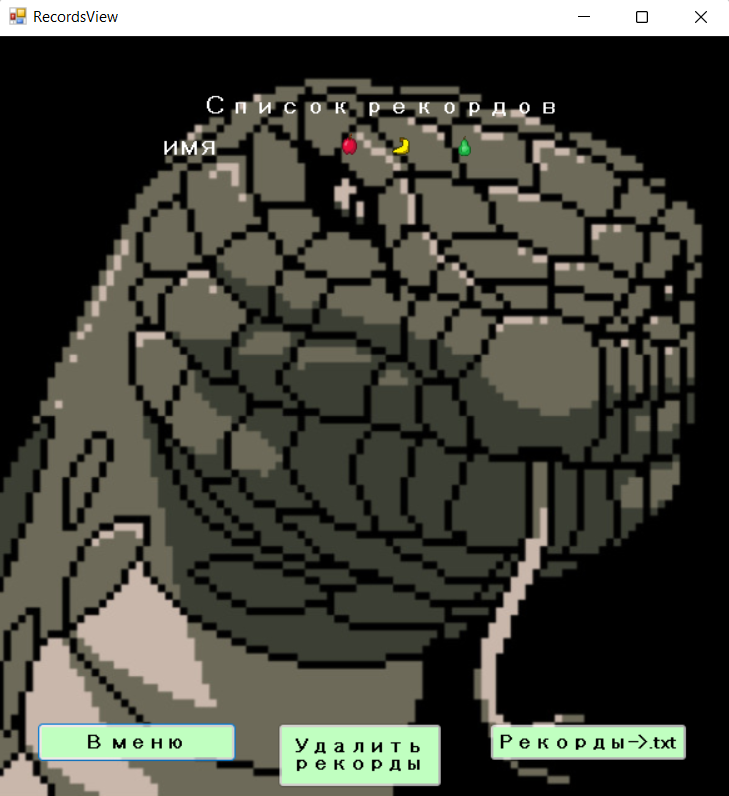 RecordsView
Список рекордов
имя
В меню
Удалить
рекорды
Рекорды->.txt